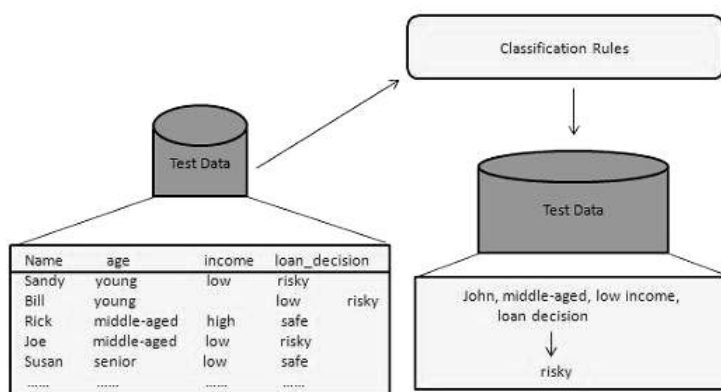 Classification Rules
Test Data
Test Data
Name age income loan_decision
Sandy young low risky
Bill young low risky
Rick middle-aged high safe
Joe middle-aged low risky
Susan senior low safe
...... ...... ...... ......
John, middle-aged, low income,
loan decision
risky